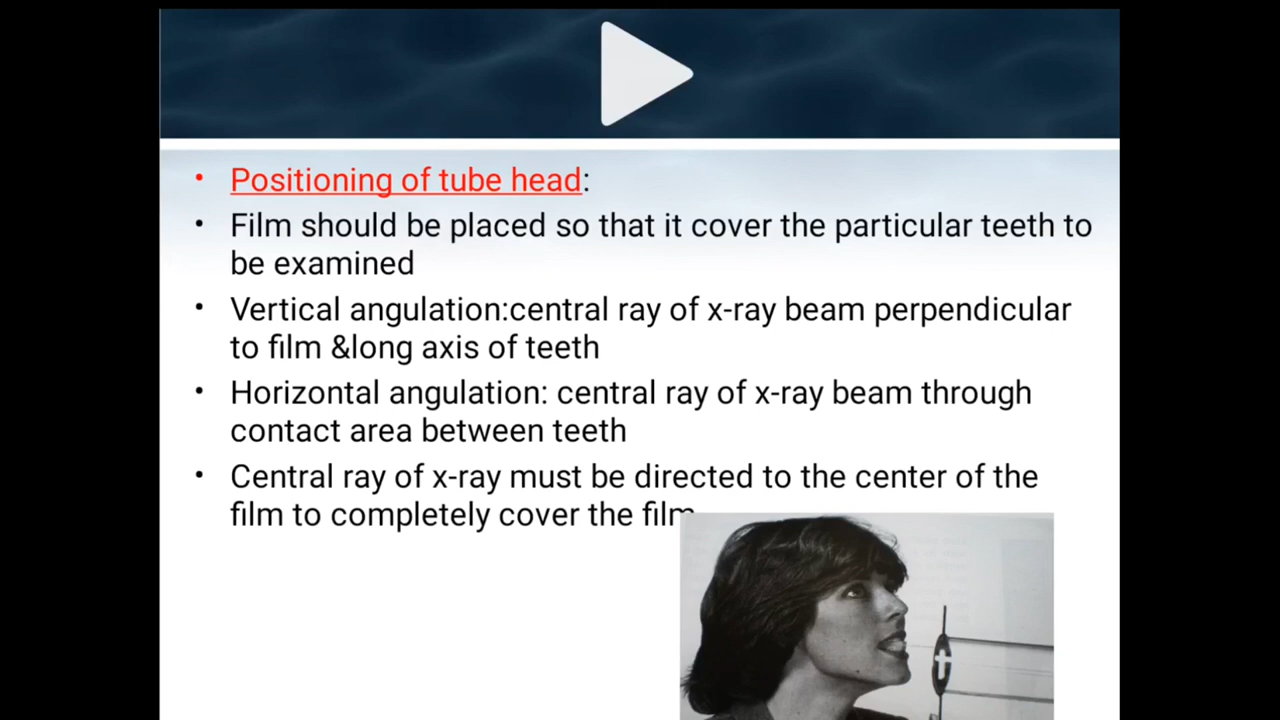 • Positioning of tube head:
• Film should be placed so that it cover the particular teeth to
be examined
• Vertical angulation:central ray of x-ray beam perpendicular
to film &long axis of teeth
• Horizontal angulation: central ray of x-ray beam through
contact area between teeth
• Central ray of x-ray must be directed to the center of the
film to completely cover the film